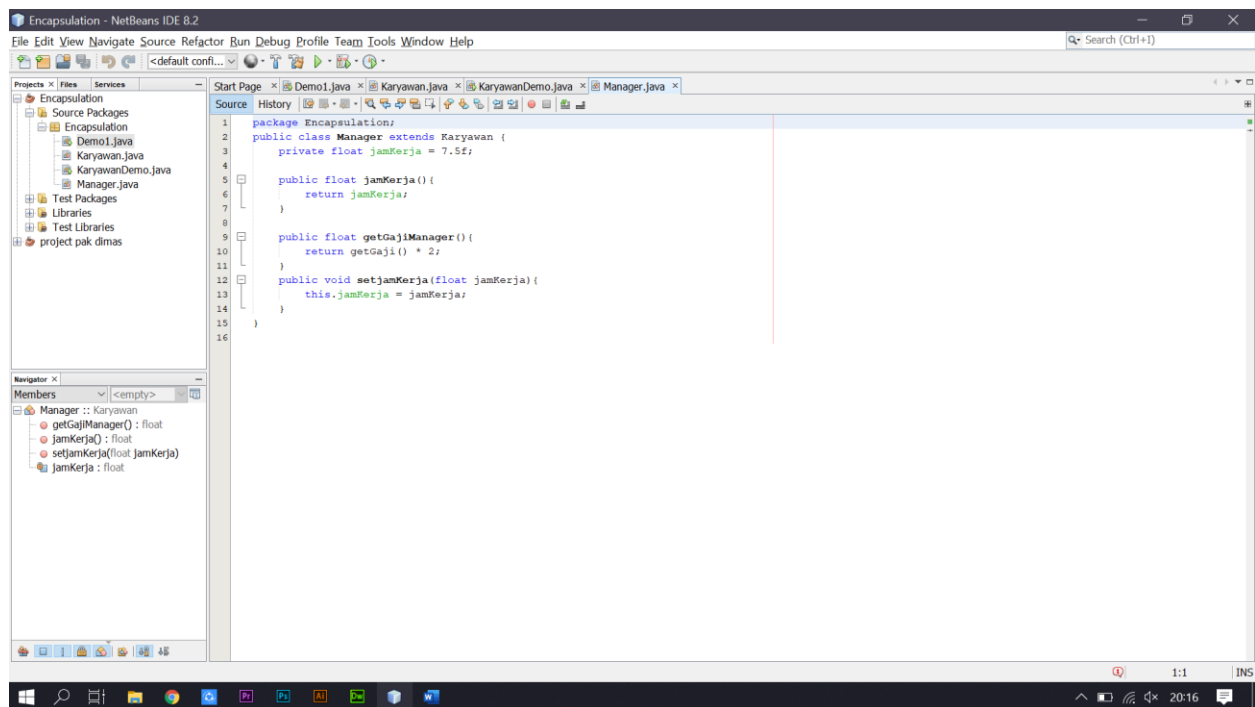 Encapsulation - NetBeans IDE 8.2
File Edit View Navigate Source Refactor Run Debug Profile Team Tools Window Help
Search (Ctrl+I)
<default confi...
Projects Files Services
Start Page Demo1.java Karyawan.java KaryawanDemo.java Manager.java
Source History
Encapsulation
Source Packages
Encapsulation
Demo1.java
Karyawan.java
KaryawanDemo.java
Manager.java
Test Packages
Libraries
Test Libraries
project pak dimas
1 package Encapsulation;
2 public class Manager extends Karyawan {
3 private float jamKerja = 7.5f;
4
5 public float jamKerja(){
6 return jamKerja;
7 }
8
9 public float getGajiManager(){
10 return getGaji() * 2;
11 }
12 public void setjamKerja(float jamKerja){
13 this.jamKerja = jamKerja;
14 }
15 }
16
Navigator
Members <empty>
Manager :: Karyawan
getGajiManager() : float
jamKerja() : float
setjamKerja(float jamKerja)
jamKerja : float
1:1 INS
Pr Ps Ai Dw W 20:16